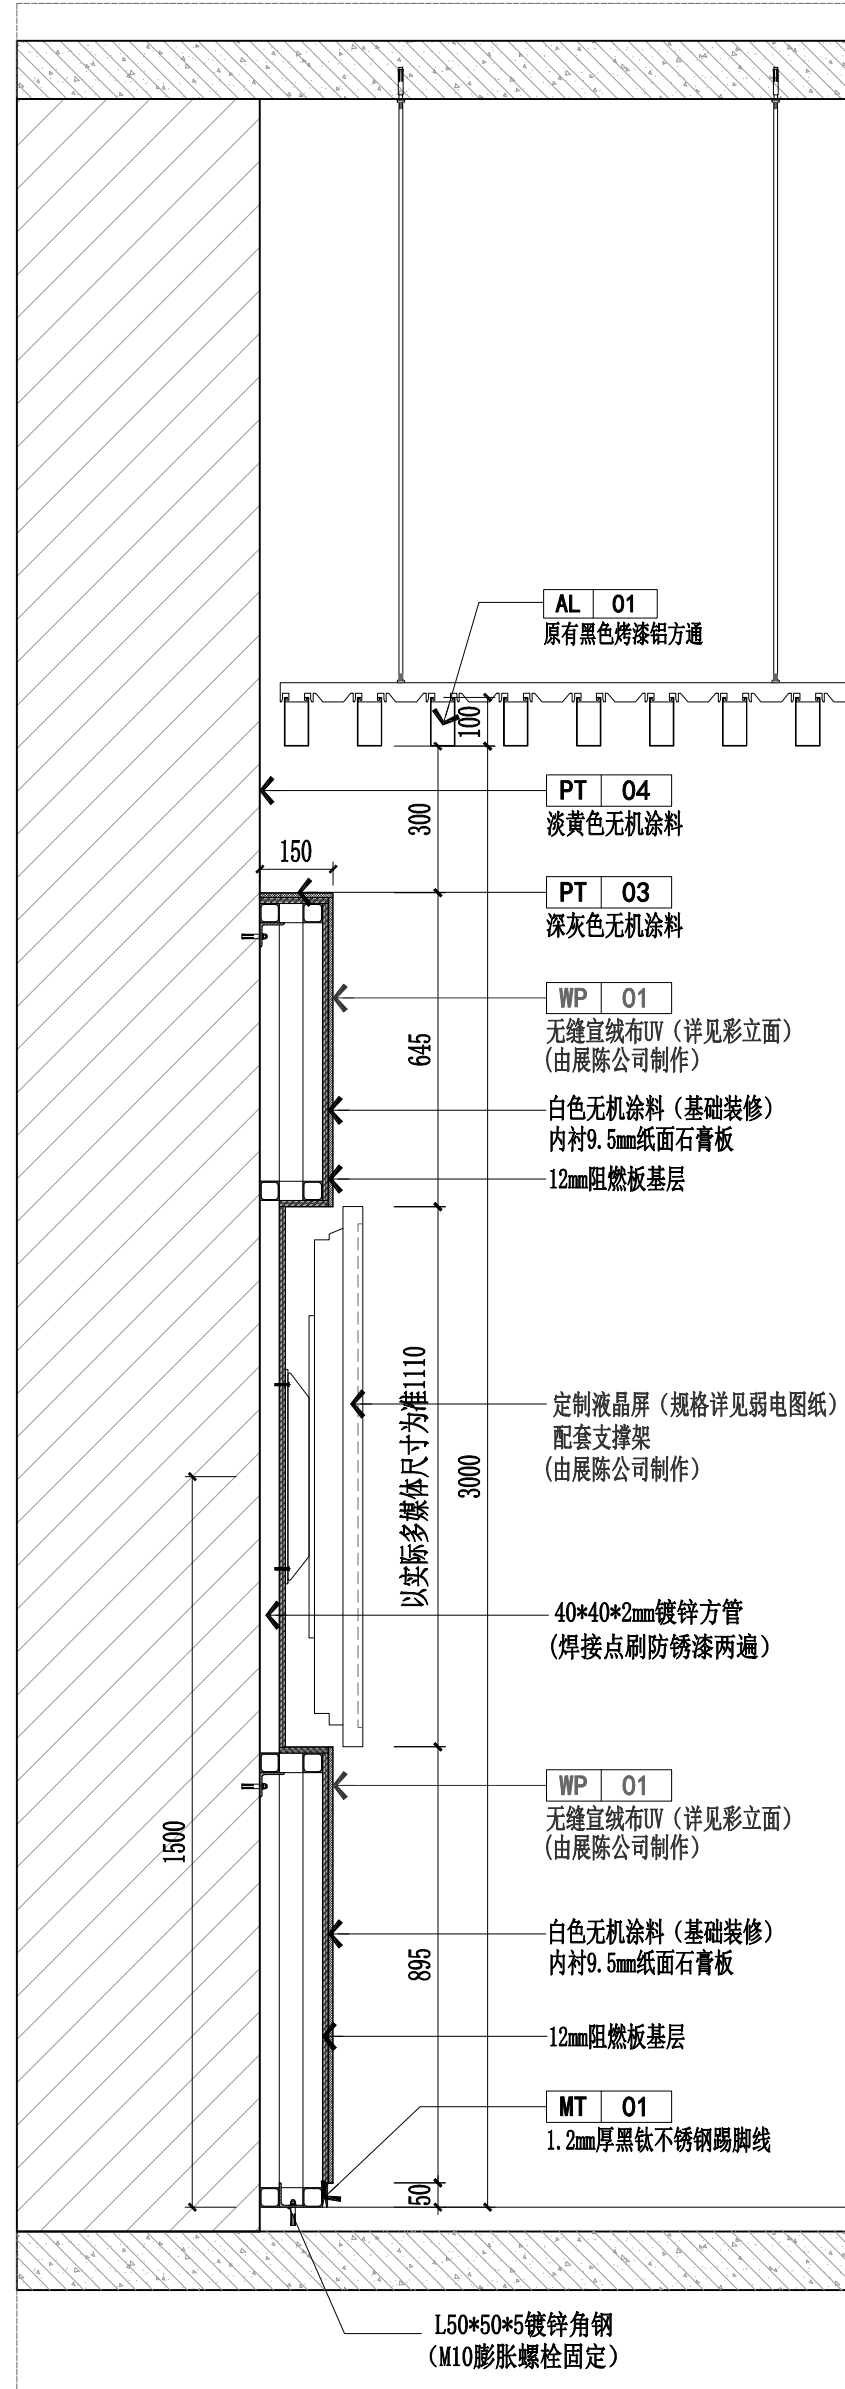 AL 01
原有黑色烤漆铝方通
100
PT 04
淡黄色无机涂料
300
150
PT 03
深灰色无机涂料
WP 01
无缝宣绒布UV（详见彩立面）
(由展陈公司制作)
645
白色无机涂料（基础装修）
内衬9.5mm纸面石膏板
12mm阻燃板基层
以实际多媒体尺寸为准1110
定制液晶屏（规格详见弱电图纸）
配套支撑架
(由展陈公司制作)
3000
40*40*2mm镀锌方管
(焊接点刷防锈漆两遍)
WP 01
无缝宣绒布UV（详见彩立面）
(由展陈公司制作)
1500
白色无机涂料（基础装修）
内衬9.5mm纸面石膏板
895
12mm阻燃板基层
MT 01
1.2mm厚黑钛不锈钢踢脚线
50
L50*50*5镀锌角钢
(M10膨胀螺栓固定)